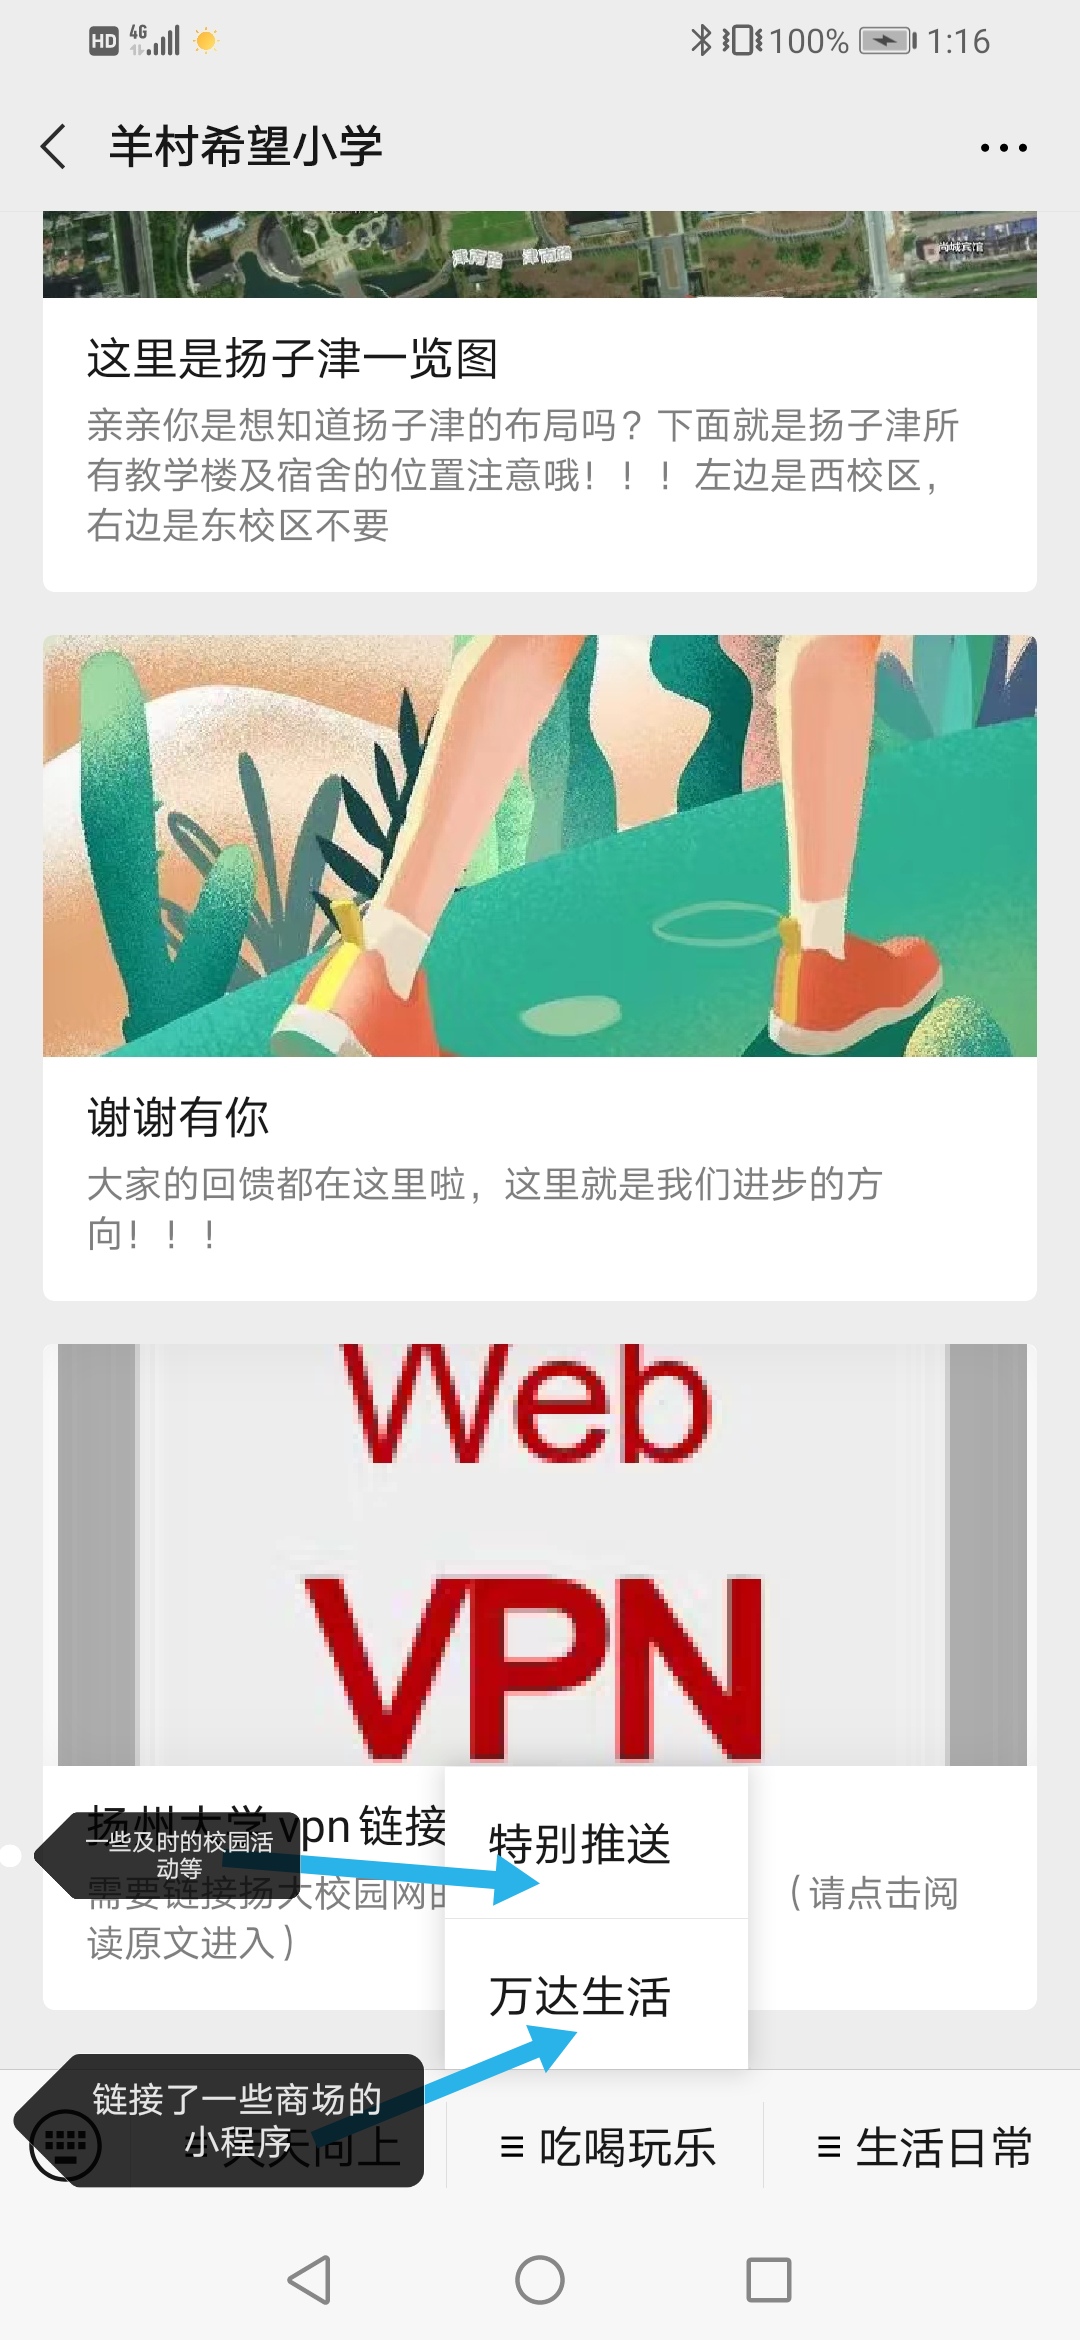 HD 4G 100% 1:16
羊村希望小学
津南路 津南路
尚城宾馆
这里是扬子津一览图
亲亲你是想知道扬子津的布局吗？下面就是扬子津所
有教学楼及宿舍的位置注意哦！！！左边是西校区，
右边是东校区不要
谢谢有你
大家的回馈都在这里啦，这里就是我们进步的方
向！！！
Web
VPN
扬州大学vpn链接
需要链接扬大校园网
（请点击阅
读原文进入）
一些及时的校园活
动等
特别推送
万达生活
链接了一些商场的
小程序
天天向上
吃喝玩乐
生活日常